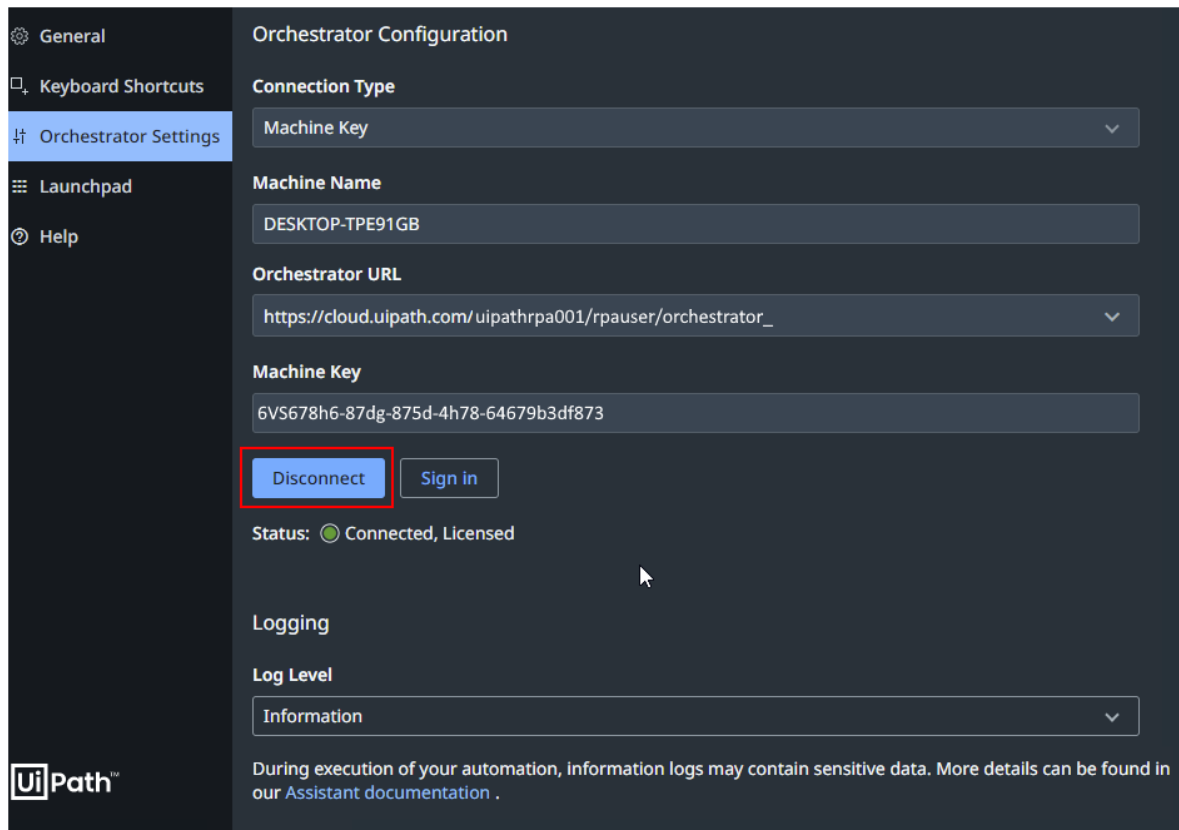 General
Keyboard Shortcuts
Orchestrator Settings
Launchpad
Help
UiPath™
Orchestrator Configuration
Connection Type
Machine Key
Machine Name
DESKTOP-TPE91GB
Orchestrator URL
https://cloud.uipath.com/uipathrpa001/rpauser/orchestrator_
Machine Key
6VS678h6-87dg-875d-4h78-64679b3df873
Disconnect Sign in
Status: Connected, Licensed
Logging
Log Level
Information
During execution of your automation, information logs may contain sensitive data. More details can be found in
our Assistant documentation .